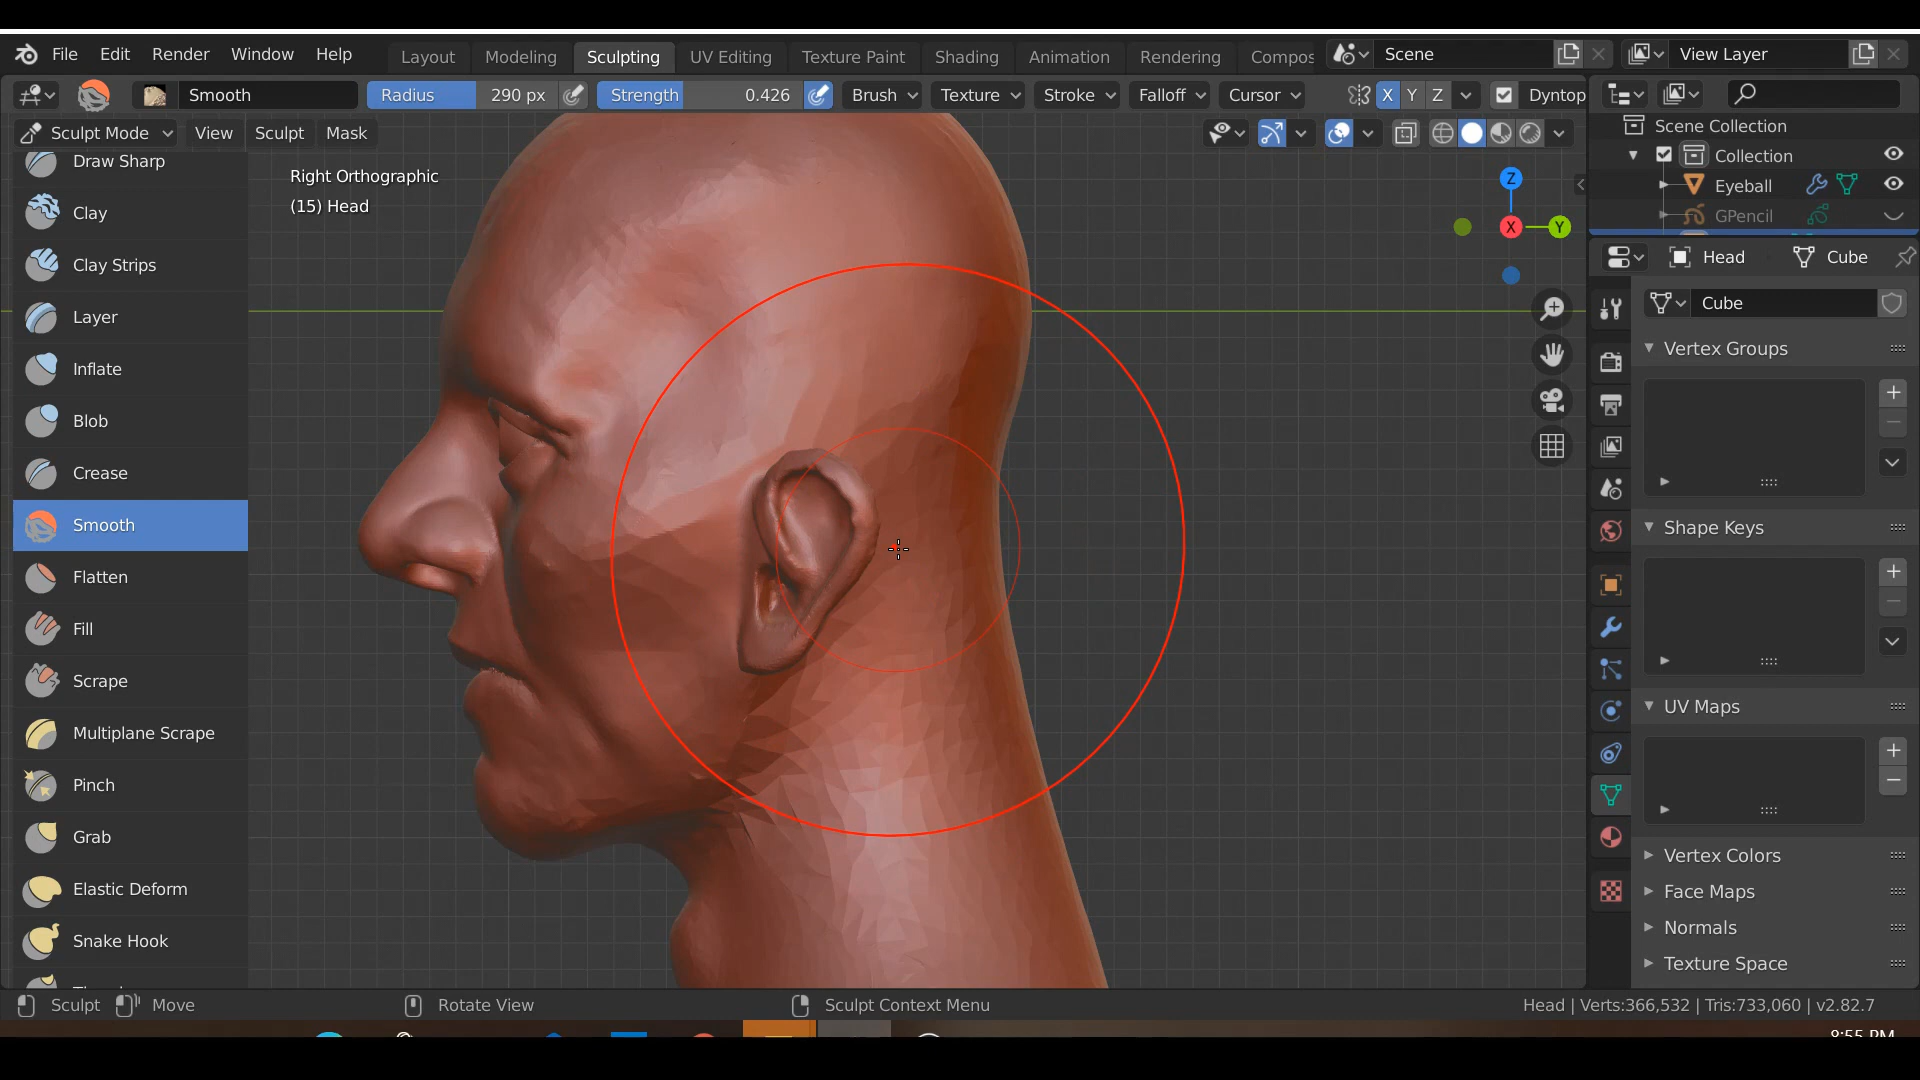 File Edit Render Window Help Layout Modeling Sculpting UV Editing Texture Paint Shading Animation Rendering Compos Scene View Layer
Smooth Radius 290 px Strength 0.426 Brush Texture Stroke Falloff Cursor X Y Z Dyntop
Sculpt Mode View Sculpt Mask
Scene Collection
Collection
Eyeball
GPencil
Right Orthographic
(15) Head
Z
X
Y
Draw Sharp
Clay
Clay Strips
Layer
Inflate
Blob
Crease
Smooth
Flatten
Fill
Scrape
Multiplane Scrape
Pinch
Grab
Elastic Deform
Snake Hook
Head Cube
Cube
Vertex Groups
Shape Keys
UV Maps
Vertex Colors
Face Maps
Normals
Texture Space
Sculpt Move Rotate View Sculpt Context Menu Head | Verts:366,532 | Tris:733,060 | v2.82.7
8:55 PM